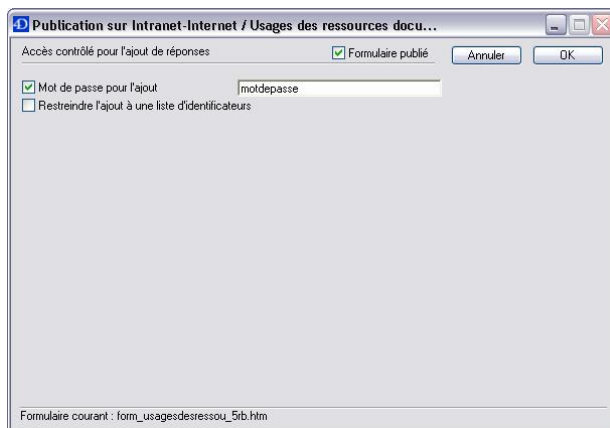 4D Publication sur Intranet-Internet / Usages des ressources docu...
Accès contrôlé pour l'ajout de réponses Formulaire publié Annuler OK
Mot de passe pour l'ajout motdepasse
Restreindre l'ajout à une liste d'identificateurs
Formulaire courant : form_usagesdesressou_5rb.htm